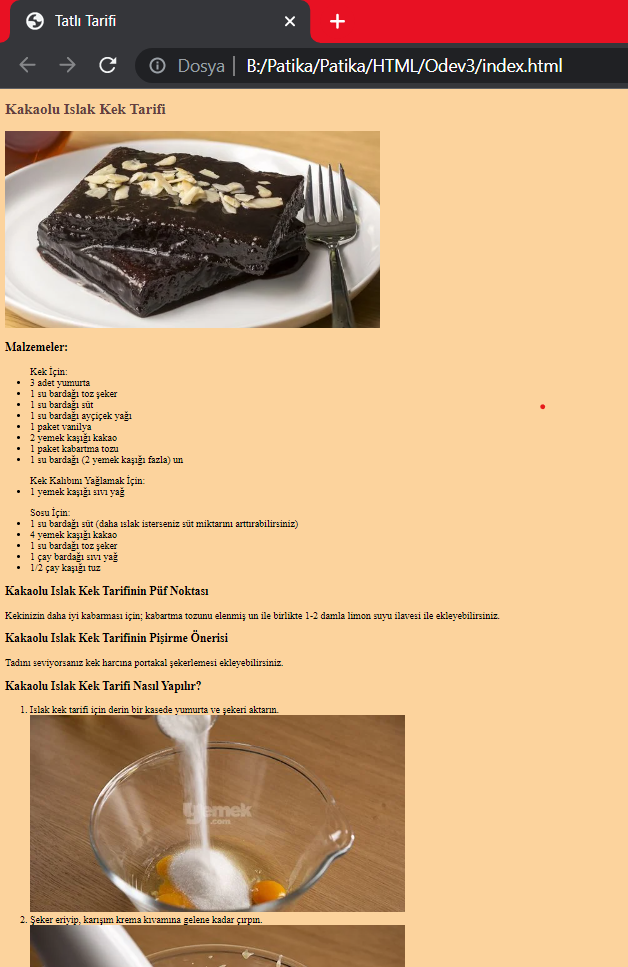 Tatlı Tarifi
Dosya | B:/Patika/Patika/HTML/Odev3/index.html
Kakaolu Islak Kek Tarifi
Malzemeler:
Kek İçin:
• 3 adet yumurta
• 1 su bardağı toz şeker
• 1 su bardağı süt
• 1 su bardağı ayçiçek yağı
• 1 paket vanilya
• 2 yemek kaşığı kakao
• 1 paket kabartma tozu
• 1 su bardağı (2 yemek kaşığı fazla) un
Kek Kalıbını Yağlamak İçin:
• 1 yemek kaşığı sıvı yağ
Sosu İçin:
• 1 su bardağı süt (daha ıslak isterseniz süt miktarını arttırabilirsiniz)
• 4 yemek kaşığı kakao
• 1 su bardağı toz şeker
• 1 çay bardağı sıvı yağ
• 1/2 çay kaşığı tuz
Kakaolu Islak Kek Tarifinin Püf Noktası
Kekinizin daha iyi kabarması için; kabartma tozunu elenmiş un ile birlikte 1-2 damla limon suyu ilavesi ile ekleyebilirsiniz.
Kakaolu Islak Kek Tarifinin Pişirme Önerisi
Tadını seviyorsanız kek harcına portakal şekerlemesi ekleyebilirsiniz.
Kakaolu Islak Kek Tarifi Nasıl Yapılır?
1. Islak kek tarifi için derin bir kasede yumurta ve şekeri aktarın.
yemek
.com
2. Şeker eriyip, karışım krema kıvamına gelene kadar çırpın.